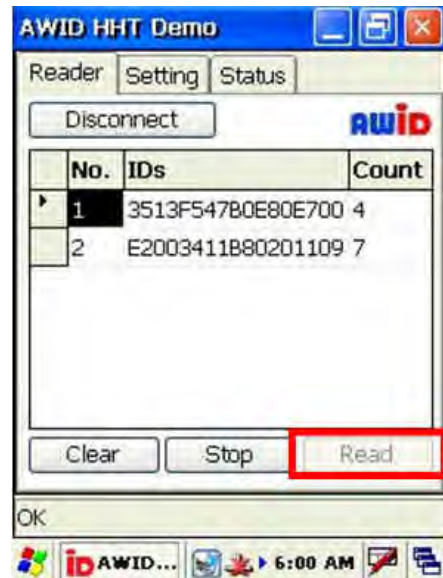 AWID HHT Demo
Reader Setting Status
Disconnect AWiD
No. IDs Count
1 3513F547B0E80E700 4
2 E2003411B80201109 7
Clear Stop Read
OK
iD AWID... 6:00 AM